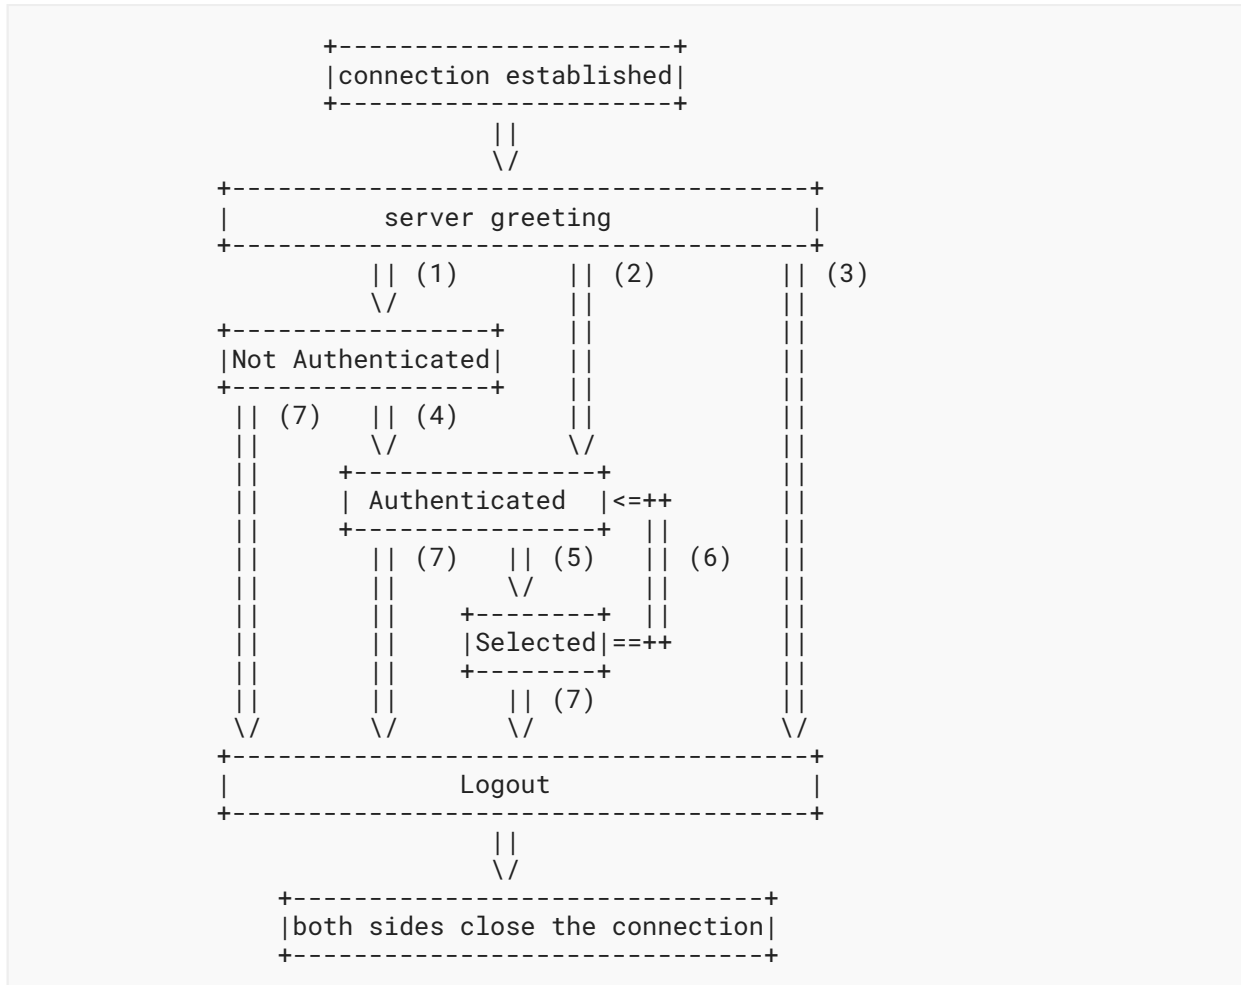 +----------------------+
|connection established|
+----------------------+
||
\/
+--------------------------------------+
|          server greeting             |
+--------------------------------------+
|| (1)       || (2)        || (3)
\/           ||            ||
+-----------------+    ||            ||
|Not Authenticated|    ||            ||
+-----------------+    ||            ||
|| (7)   || (4)       ||            ||
||       \/           \/            ||
||     +----------------+           ||
||     | Authenticated  |<=++       ||
||     +----------------+  ||       ||
||       || (7)   || (5)   || (6)   ||
||       ||       \/       ||       ||
||       ||    +--------+  ||       ||
||       ||    |Selected|==++       ||
||       ||    +--------+           ||
||       ||       || (7)            ||
\/       \/       \/                \/
+--------------------------------------+
|               Logout                 |
+--------------------------------------+
||
\/
+-------------------------------+
|both sides close the connection|
+-------------------------------+